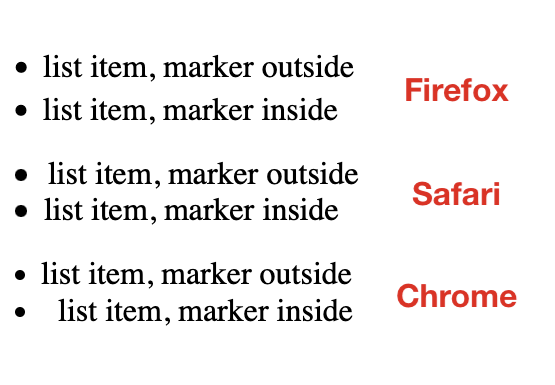 • list item, marker outside
• list item, marker inside
Firefox
• list item, marker outside
• list item, marker inside
Safari
• list item, marker outside
• list item, marker inside
Chrome